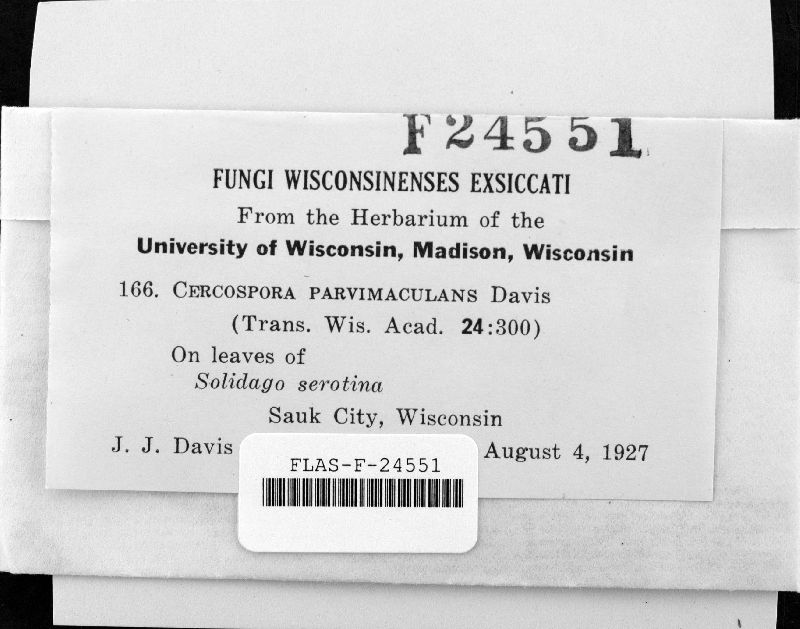 F24551
FUNGI WISCONSINENSES EXSICCATI
From the Herbarium of the
University of Wisconsin, Madison, Wisconsin
166. CERCOSPORA PARVIMACULANS Davis
(Trans. Wis. Acad. 24:300)
On leaves of
Solidago serotina
Sauk City, Wisconsin
J. J. Davis August 4, 1927
FLAS-F-24551